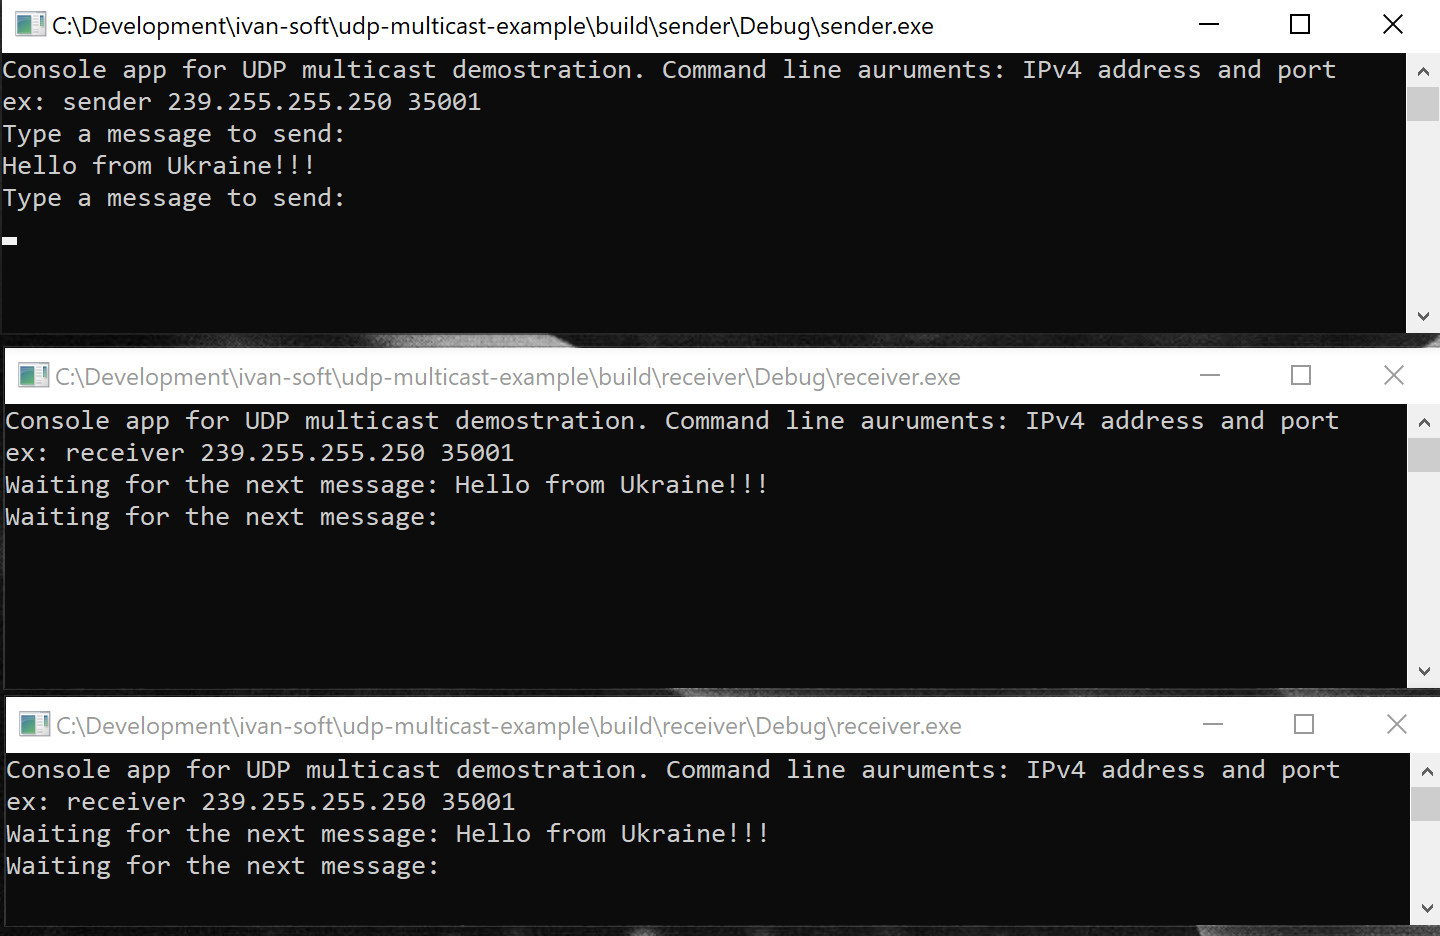 C:\Development\ivan-soft\udp-multicast-example\build\sender\Debug\sender.exe
Console app for UDP multicast demostration. Command line auruments: IPv4 address and port
ex: sender 239.255.255.250 35001
Type a message to send:
Hello from Ukraine!!!
Type a message to send:
C:\Development\ivan-soft\udp-multicast-example\build\receiver\Debug\receiver.exe
Console app for UDP multicast demostration. Command line auruments: IPv4 address and port
ex: receiver 239.255.255.250 35001
Waiting for the next message: Hello from Ukraine!!!
Waiting for the next message:
C:\Development\ivan-soft\udp-multicast-example\build\receiver\Debug\receiver.exe
Console app for UDP multicast demostration. Command line auruments: IPv4 address and port
ex: receiver 239.255.255.250 35001
Waiting for the next message: Hello from Ukraine!!!
Waiting for the next message: